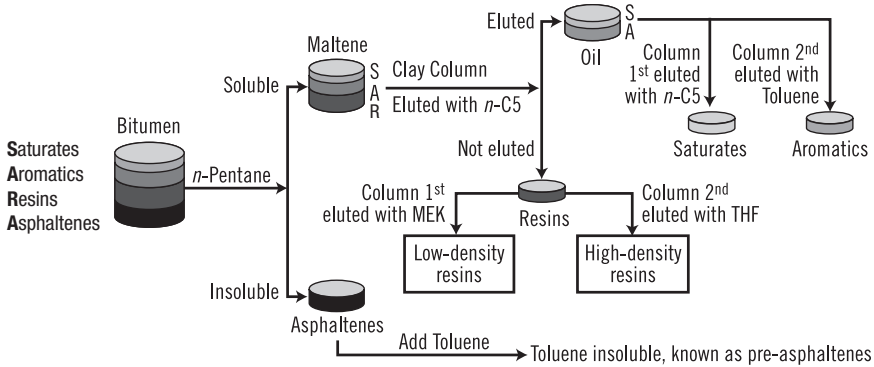 Saturates
Aromatics
Resins
Asphaltenes
Bitumen
n-Pentane
Soluble
Insoluble
Maltene
S
A
R
Clay Column
Eluted with n-C5
Eluted
Not eluted
Oil
S
A
Column
1st eluted
with n-C5
Column 2nd
eluted with
Toluene
Saturates
Aromatics
Column 1st
eluted with MEK
Resins
Column 2nd
eluted with THF
Low-density
resins
High-density
resins
Asphaltenes
Add Toluene
Toluene insoluble, known as pre-asphaltenes